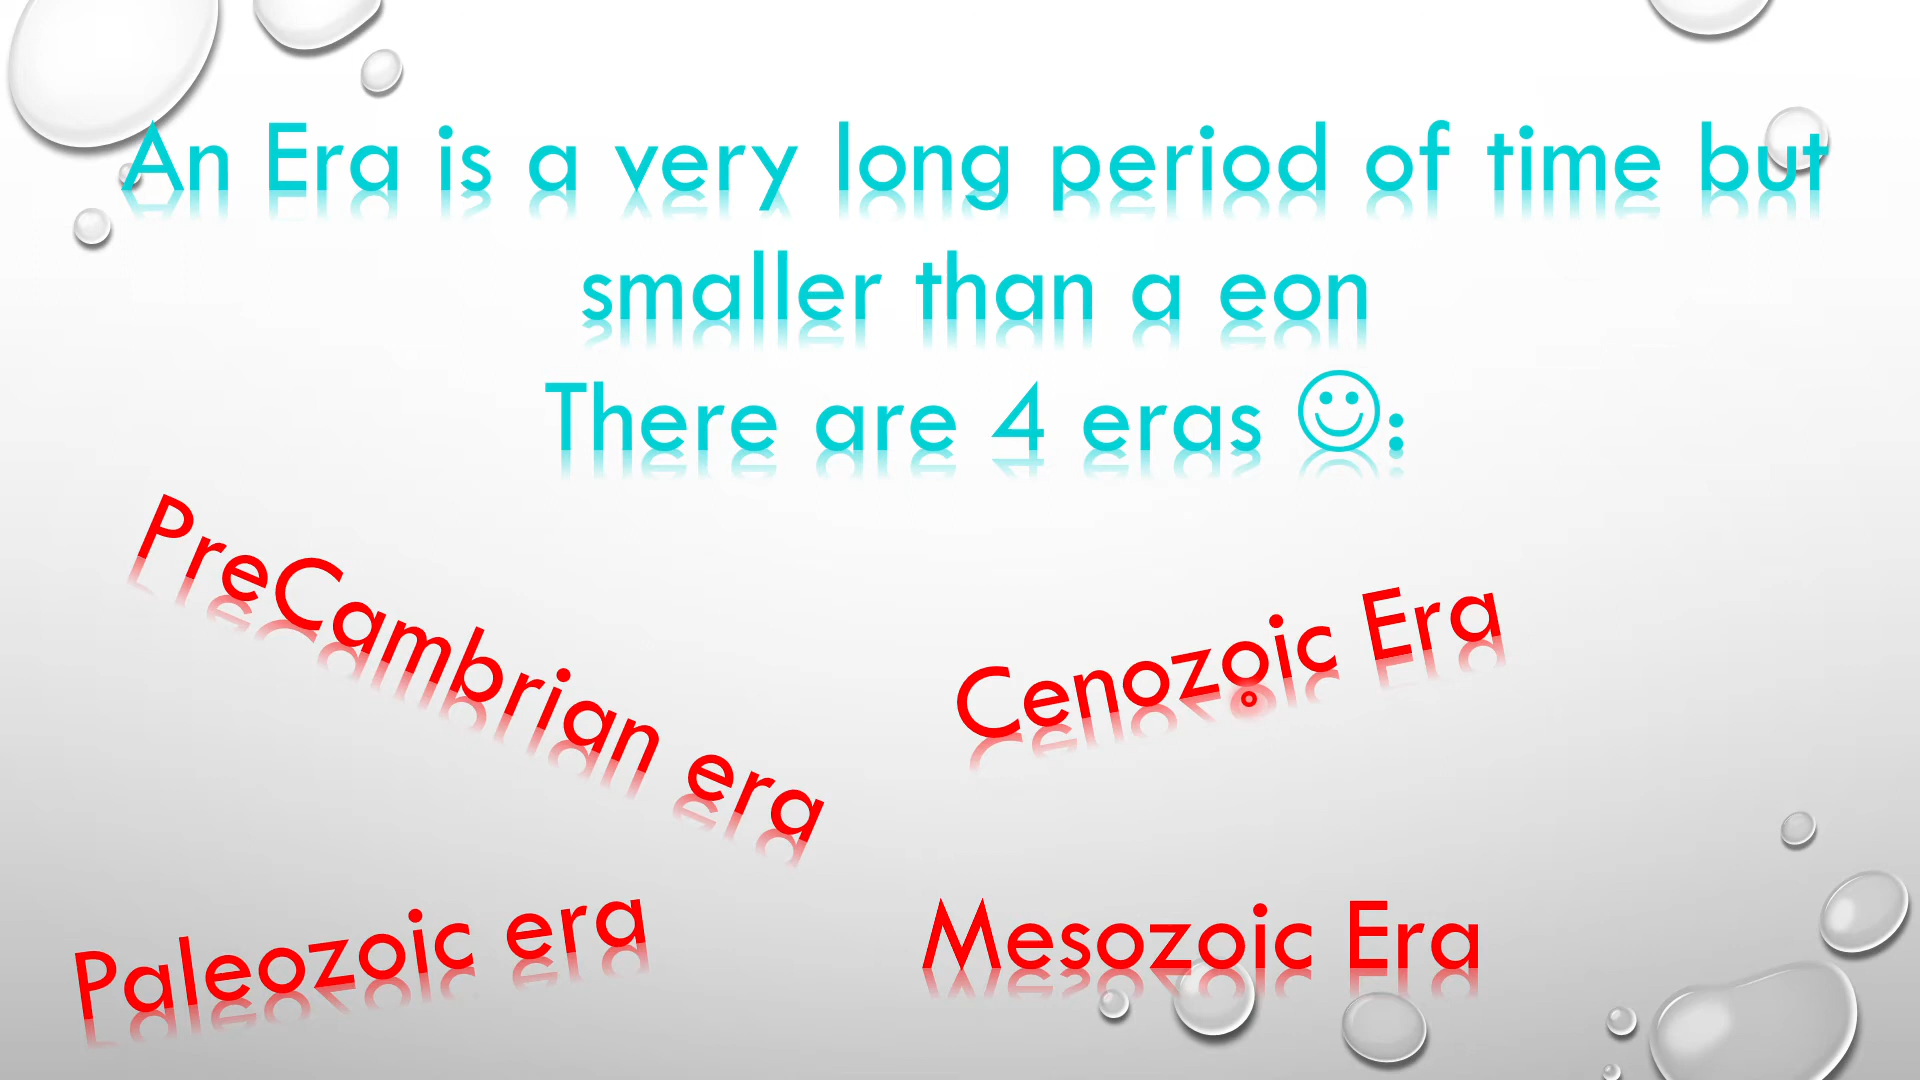 An Era is a very long period of time but
smaller than a eon
There are 4 eras ☺:
PreCambrian era
Cenozoic Era
Paleozoic era
Mesozoic Era